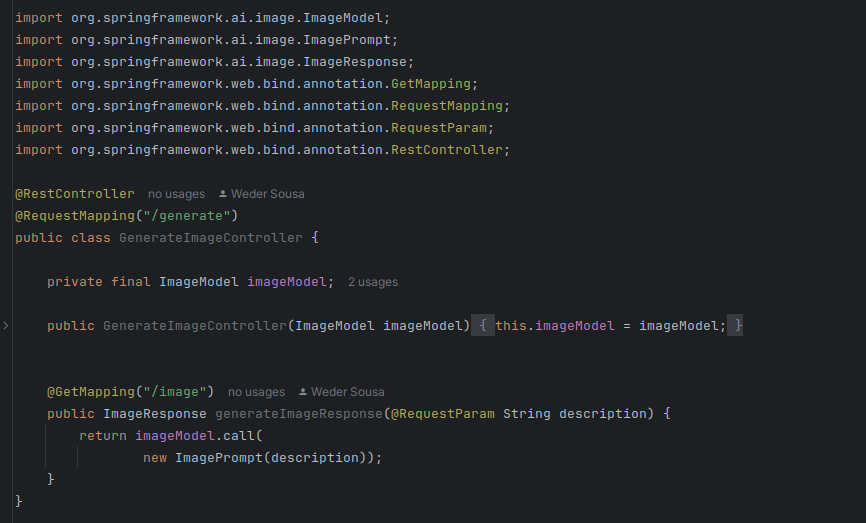 import org.springframework.ai.image.ImageModel;
import org.springframework.ai.image.ImagePrompt;
import org.springframework.ai.image.ImageResponse;
import org.springframework.web.bind.annotation.GetMapping;
import org.springframework.web.bind.annotation.RequestMapping;
import org.springframework.web.bind.annotation.RequestParam;
import org.springframework.web.bind.annotation.RestController;
@RestController no usages Weder Sousa
@RequestMapping("/generate")
public class GenerateImageController {
private final ImageModel imageModel; 2 usages
public GenerateImageController(ImageModel imageModel) { this.imageModel = imageModel; }
@GetMapping("/image") no usages Weder Sousa
public ImageResponse generateImageResponse(@RequestParam String description) {
return imageModel.call(
new ImagePrompt(description));
}
}